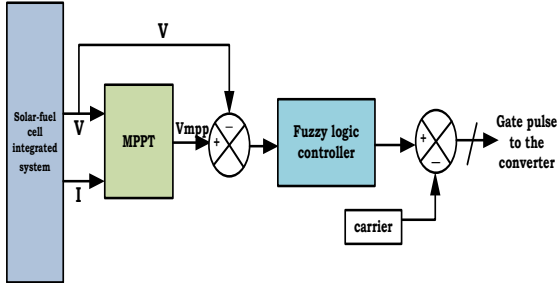 V
Solar-fuel
cell
integrated
system
V
I
MPPT
Vmpp
+
−
Fuzzy logic
controller
+
−
carrier
Gate pulse
to the
converter